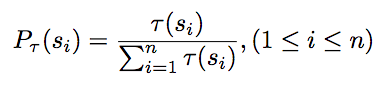 P_τ(s_i) = τ(s_i) / ∑_{i=1}^{n} τ(s_i), (1 ≤ i ≤ n)